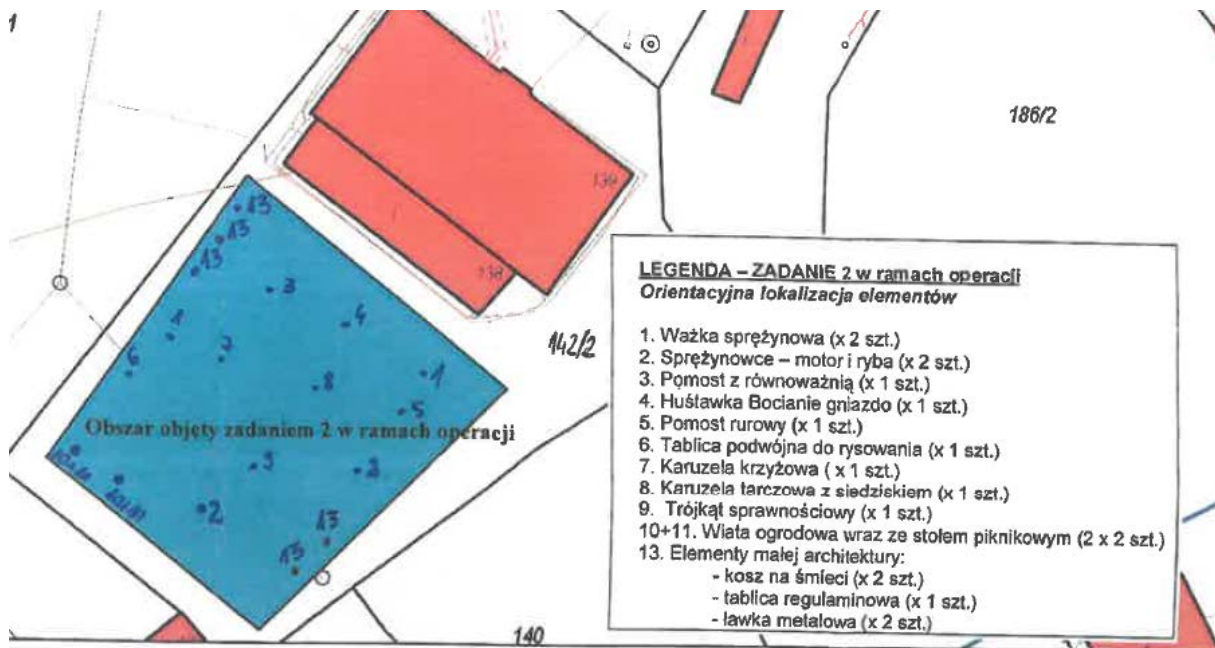 186/2
139
138
13
13
13
3
4
142/2
1
7
6
8
1
5
Obszar objęty zadaniem 2 w ramach operacji
10+11
10+11
2
2
13
13
140
LEGENDA – ZADANIE 2 w ramach operacji
Orientacyjna lokalizacja elementów
1. Ważka sprężynowa (x 2 szt.)
2. Sprężynowce – motor i ryba (x 2 szt.)
3. Pomost z równoważnią (x 1 szt.)
4. Huśtawka Bocianie gniazdo (x 1 szt.)
5. Pomost rurowy (x 1 szt.)
6. Tablica podwójna do rysowania (x 1 szt.)
7. Karuzela krzyżowa ( x 1 szt.)
8. Karuzela tarczowa z siedziskiem (x 1 szt.)
9. Trójkąt sprawnościowy (x 1 szt.)
10+11. Wiata ogrodowa wraz ze stołem piknikowym (2 x 2 szt.)
13. Elementy małej architektury:
- kosz na śmieci (x 2 szt.)
- tablica regulaminowa (x 1 szt.)
- ławka metalowa (x 2 szt.)